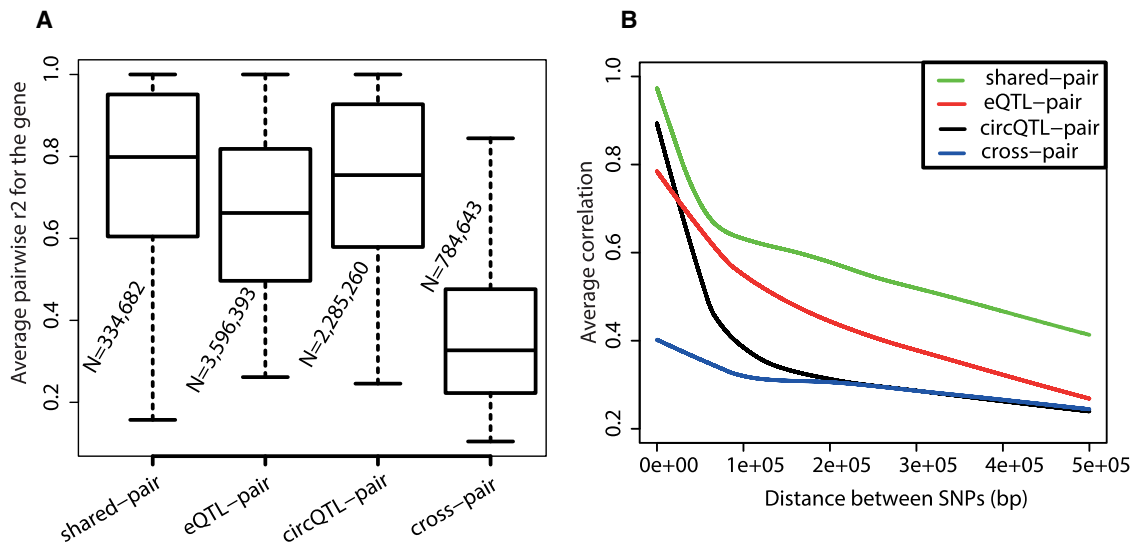 A
Average pairwise r2 for the gene
1.0
0.8
0.6
0.4
0.2
N=334,682
N=3,596,393
N=2,285,260
N=784,643
shared−pair
eQTL−pair
circQTL−pair
cross−pair
B
Average correlation
1.0
0.8
0.6
0.4
0.2
shared−pair
eQTL−pair
circQTL−pair
cross−pair
0e+00 1e+05 2e+05 3e+05 4e+05 5e+05
Distance between SNPs (bp)